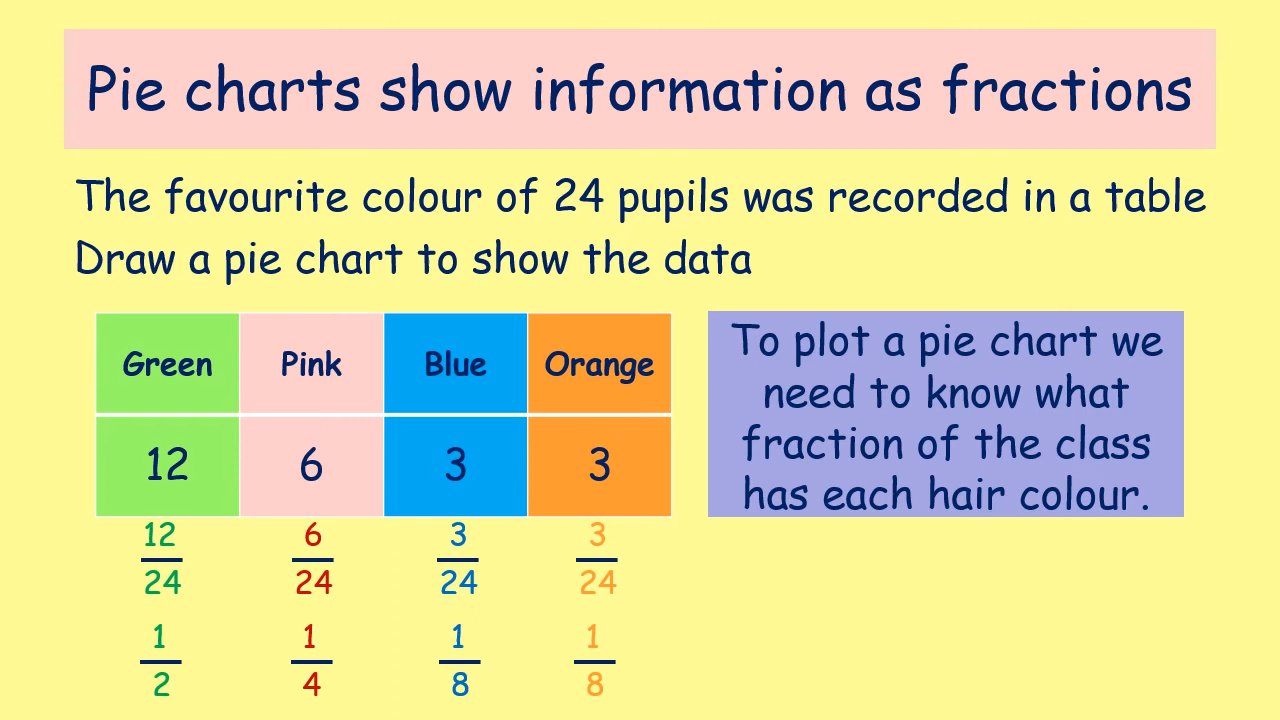 Pie charts show information as fractions
The favourite colour of 24 pupils was recorded in a table
Draw a pie chart to show the data
Green Pink Blue Orange
12 6 3 3
12 6 3 3
24 24 24 24
1 1 1 1
2 4 8 8
To plot a pie chart we
need to know what
fraction of the class
has each hair colour.